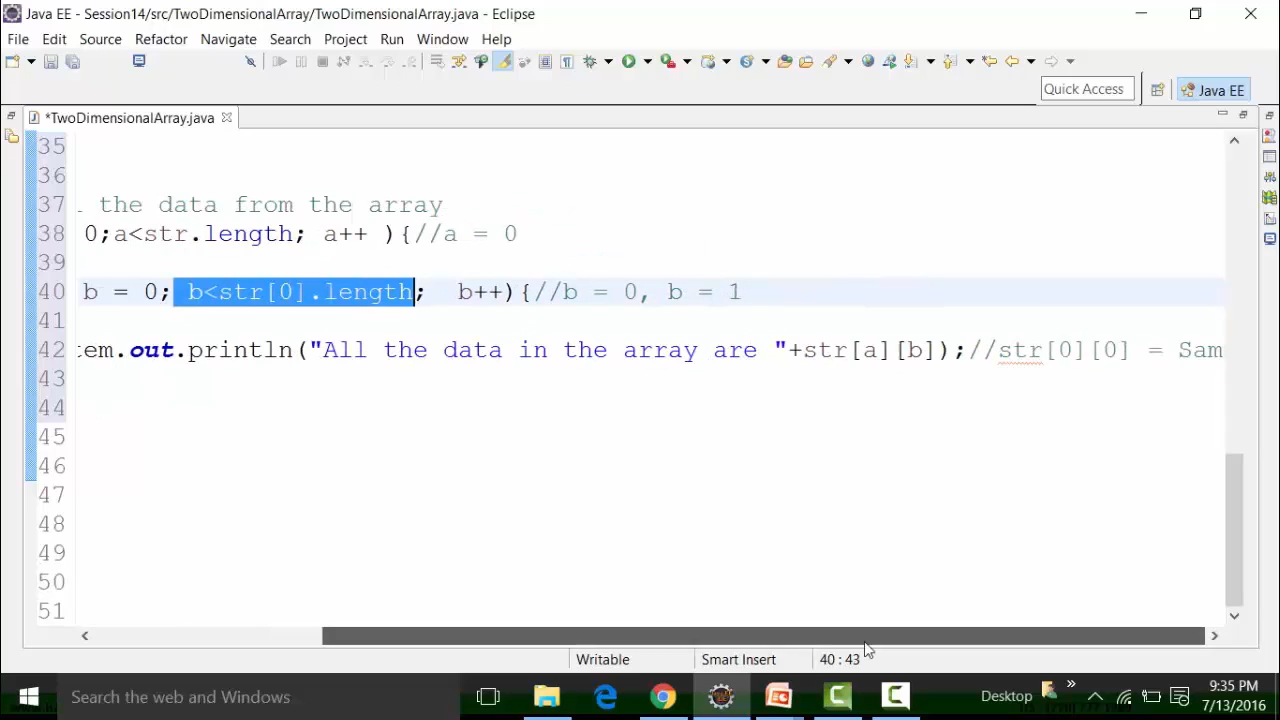 Java EE - Session14/src/TwoDimensionalArray/TwoDimensionalArray.java - Eclipse
File Edit Source Refactor Navigate Search Project Run Window Help
Quick Access
Java EE
*TwoDimensionalArray.java
35
36
37 the data from the array
38 0;a<str.length; a++ ){//a = 0
39
40 b = 0; b<str[0].length; b++){//b = 0, b = 1
41
42 tem.out.println("All the data in the array are "+str[a][b]);//str[0][0] = Sam
43
44
45
46
47
48
49
50
51
Writable Smart Insert 40 : 43
Search the web and Windows
Desktop
9:35 PM
7/13/2016